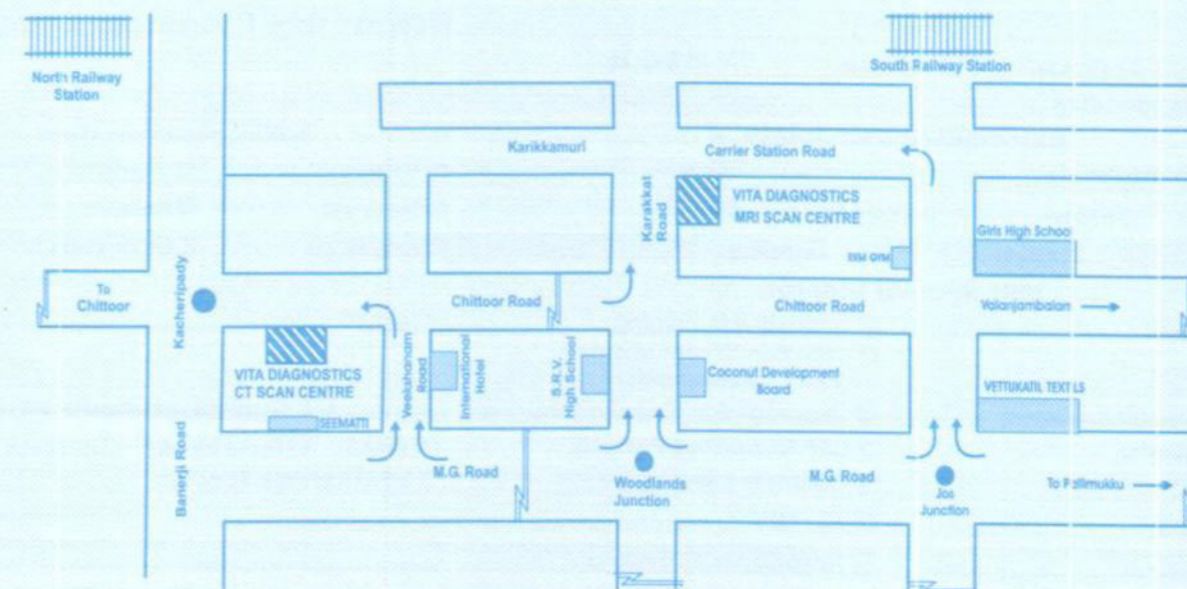 North Railway
Station
South Railway Station
Karikkamuri
Carrier Station Road
Karakkat
Road
VITA DIAGNOSTICS
MRI SCAN CENTRE
Girls High School
GYM
To
Chittoor
Kacheripady
Chittoor Road
Chittoor Road
Valanjambalam
VITA DIAGNOSTICS
CT SCAN CENTRE
SEEMATTI
Veekshanam
Road
International
Hotel
S.R.V.
High School
Coconut Development
Board
VETTUKATIL
Banerji Road
M.G. Road
Woodlands
Junction
M.G. Road
Jos
Junction
To Pallimukku